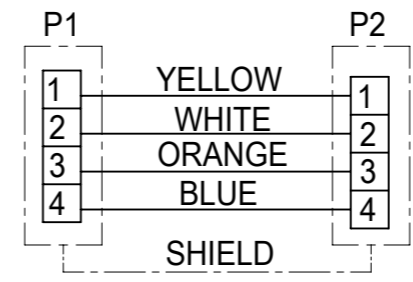 P1 P2
1 YELLOW 1
2 WHITE 2
3 ORANGE 3
4 BLUE 4
SHIELD